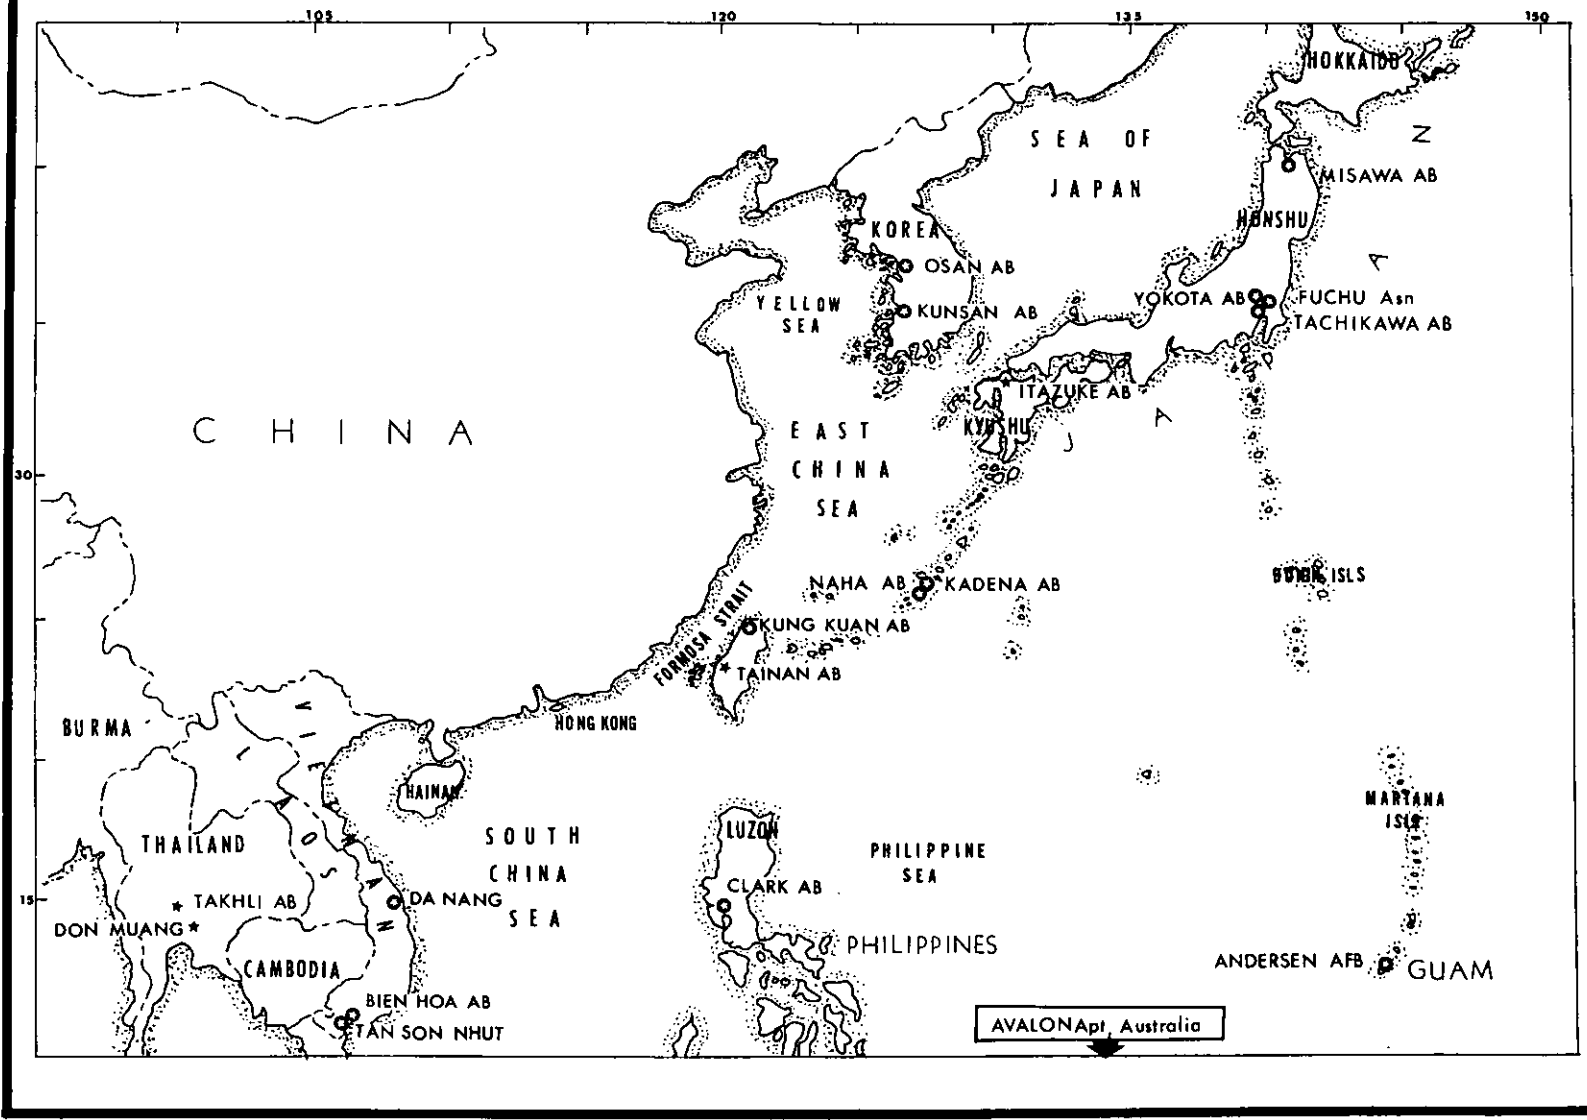 105 120 135 150
HOKKAIDO
SEA OF
JAPAN
MISAWA AB
HONSHU
KOREA
OSAN AB
YOKOTA AB
FUCHU Asn
YELLOW
SEA
KUNSAN AB
TACHIKAWA AB
ITAZUKE AB
KYUSHU
JAPAN
CHINA
EAST
CHINA
SEA
30
NAHA AB
KADENA AB
ISLS
FORMOSA STRAIT
KUNG KUAN AB
TAINAN AB
HONG KONG
BURMA
VIETNAM
LAOS
HAINAN
MARIANA
ISLS
THAILAND
SOUTH
CHINA
SEA
LUZON
PHILIPPINE
SEA
CLARK AB
15
TAKHLI AB
DA NANG
DON MUANG
PHILIPPINES
CAMBODIA
ANDERSEN AFB
GUAM
BIEN HOA AB
TAN SON NHUT
AVALON Apt, Australia